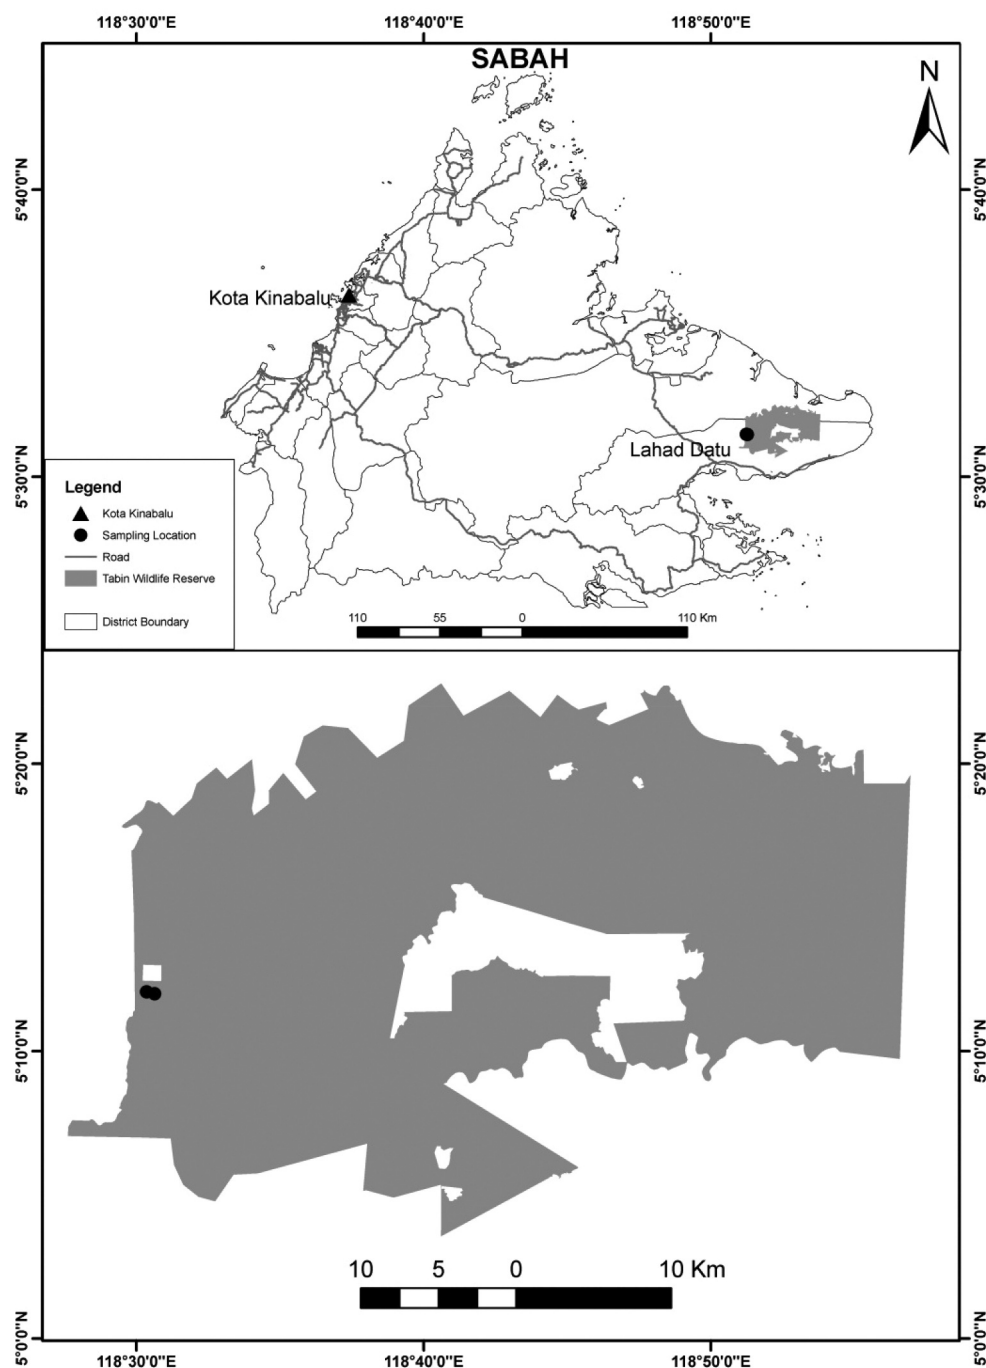 118°30'0"E 118°40'0"E 118°50'0"E
SABAH
N
5°40'0"N 5°40'0"N
Kota Kinabalu
Lahad Datu
5°30'0"N 5°30'0"N
Legend
Kota Kinabalu
Sampling Location
Road
Tabin Wildlife Reserve
District Boundary
110 55 0 110 Km
5°20'0"N 5°20'0"N
5°10'0"N 5°10'0"N
10 5 0 10 Km
5°0'0"N 5°0'0"N
118°30'0"E 118°40'0"E 118°50'0"E